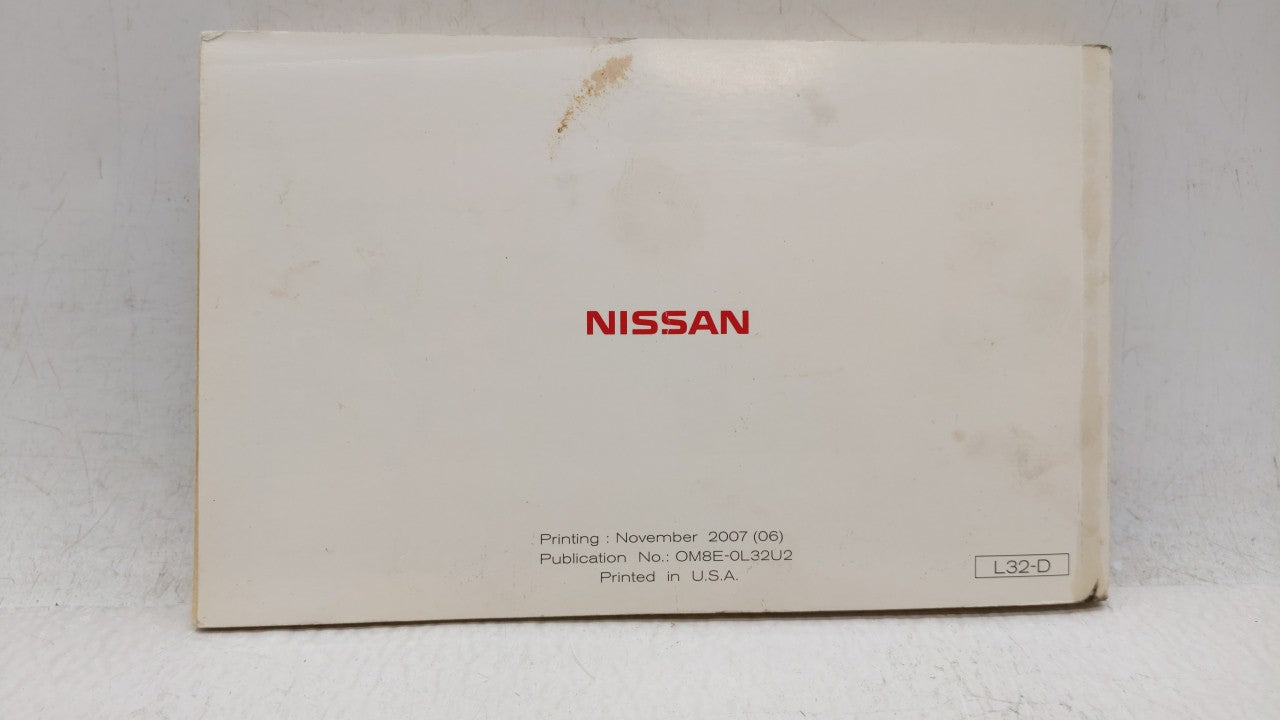 NISSAN
Printing : November 2007 (06)
Publication No.: OM8E-0L32U2
Printed in U.S.A.
L32-D